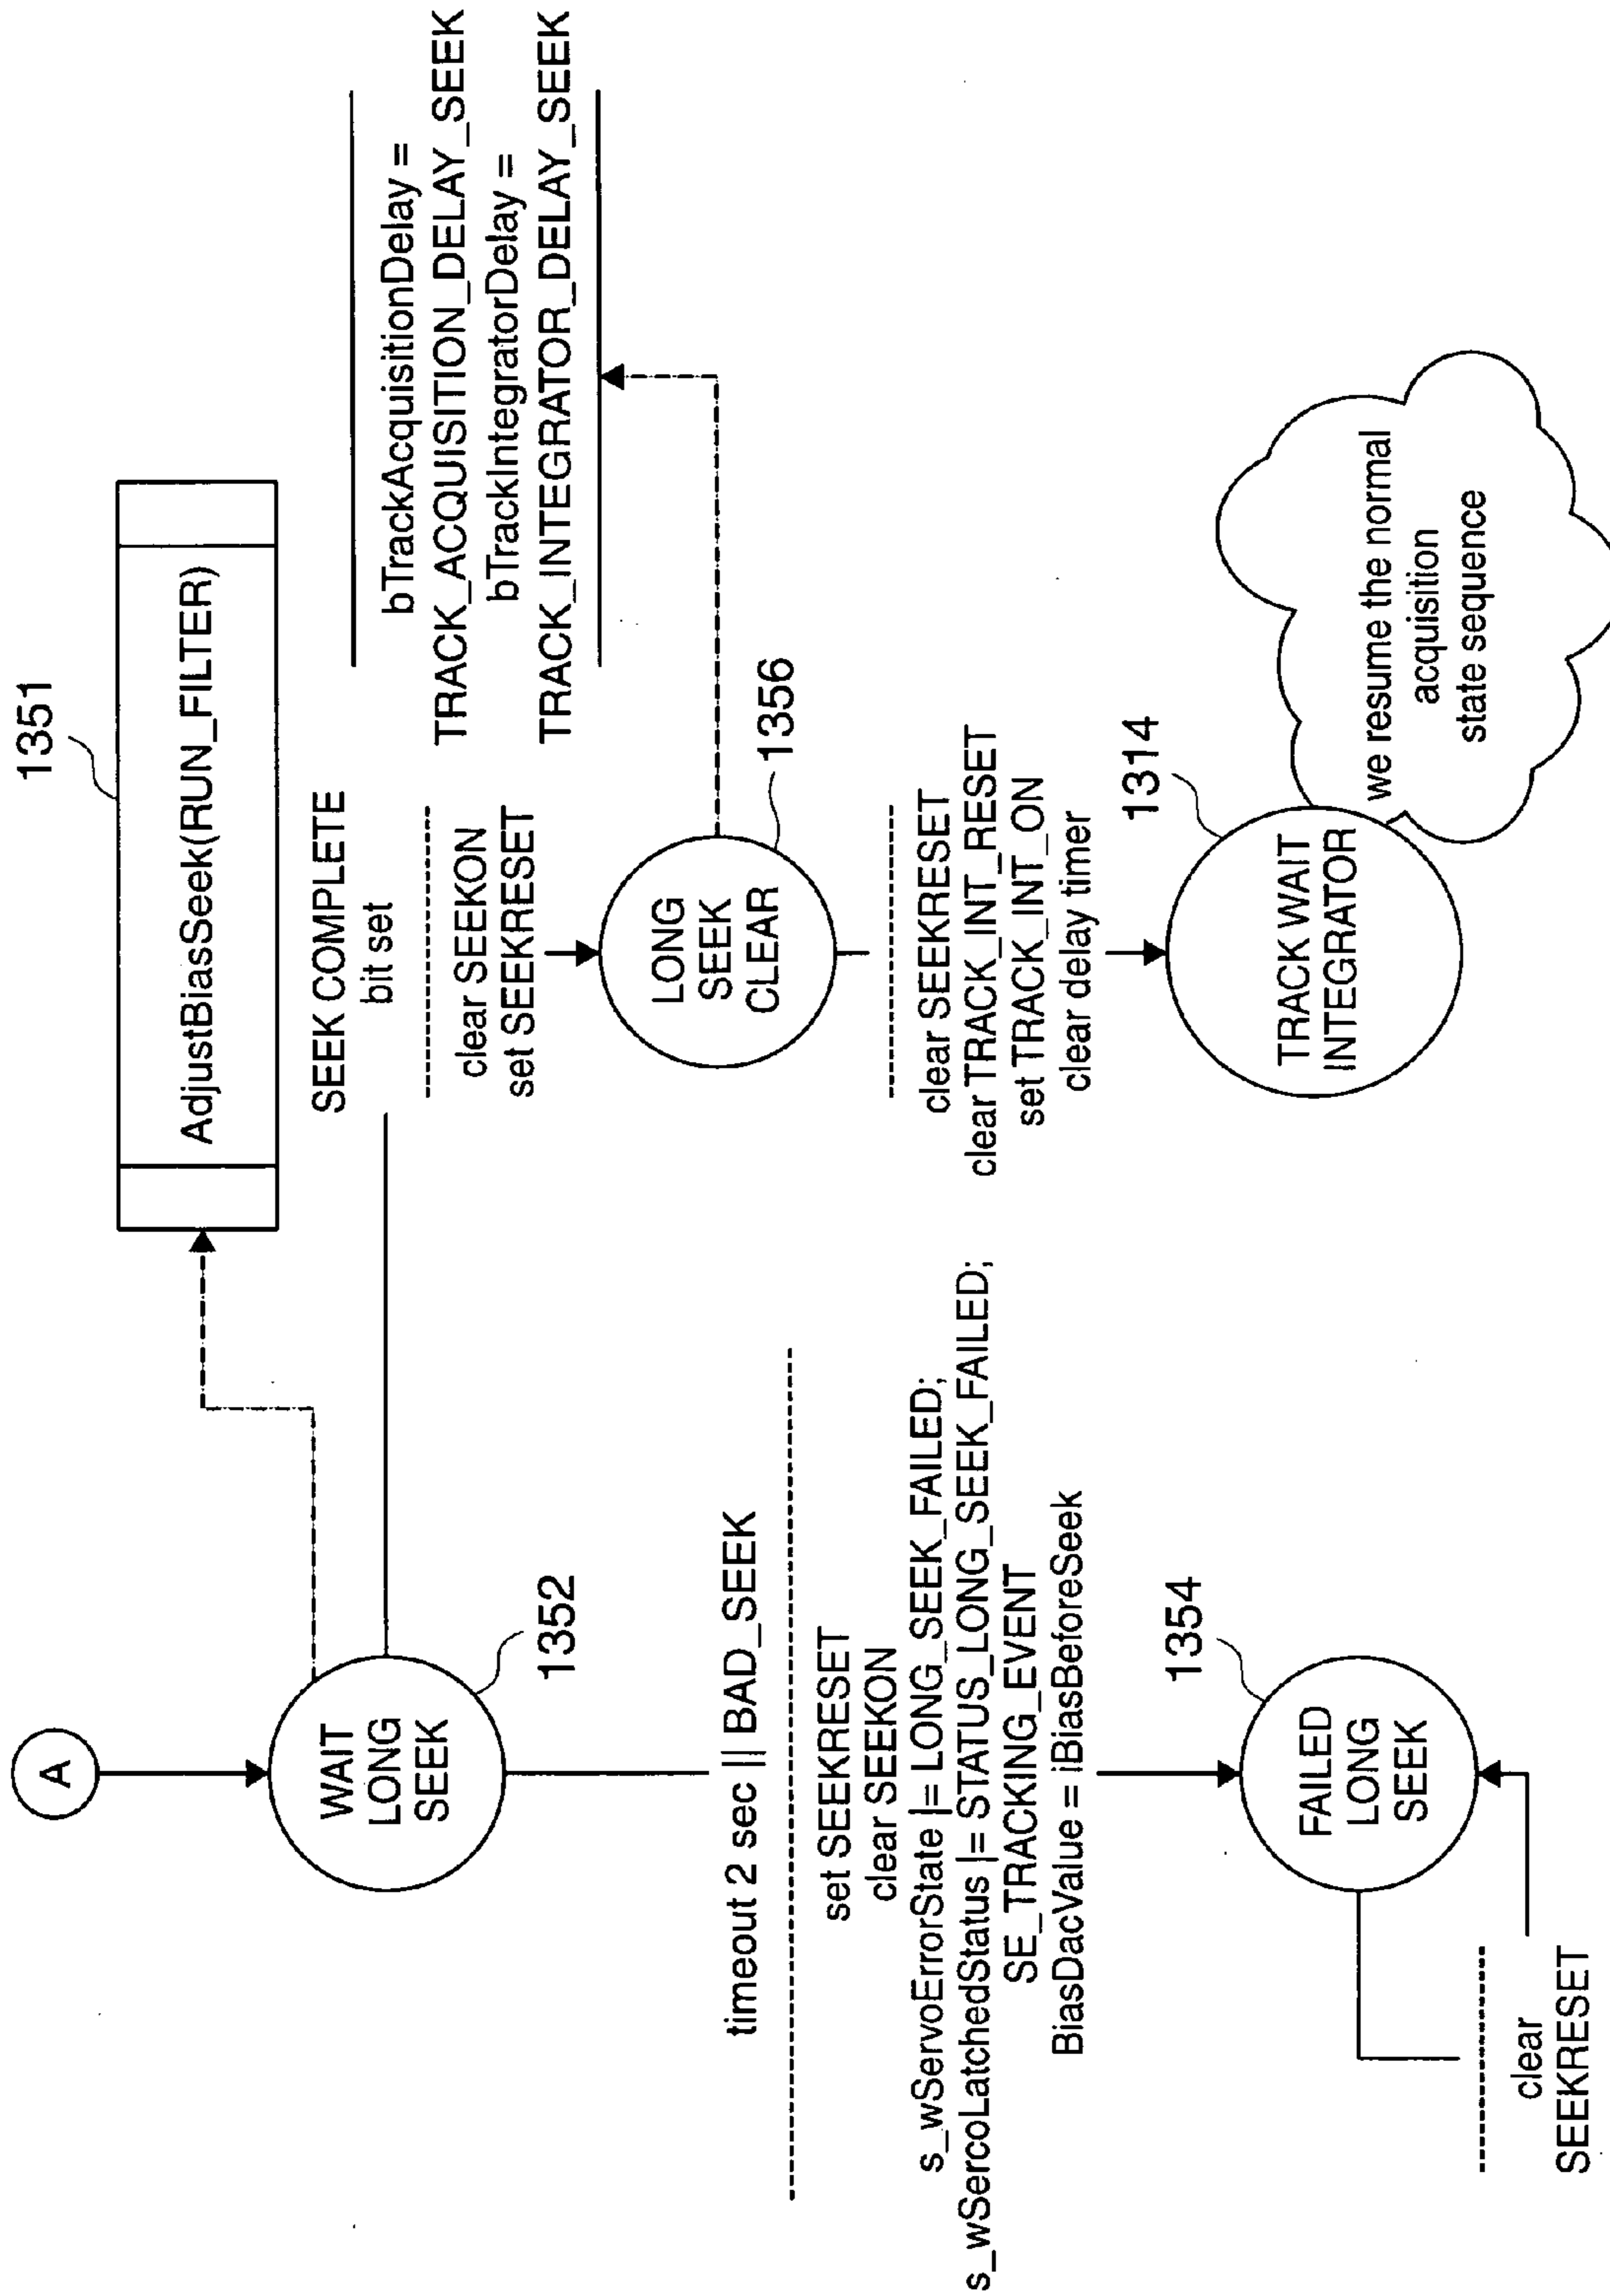 A
WAIT
LONG
SEEK
1352
1351
AdjustBiasSeek(RUN_FILTER)
SEEK COMPLETE
bit set
clear SEEKON
set SEEKRESET
bTrackAcquisitionDelay =
TRACK_ACQUISITION_DELAY_SEEK
bTrackIntegratorDelay =
TRACK_INTEGRATOR_DELAY_SEEK
LONG
SEEK
CLEAR
1356
clear SEEKRESET
clear TRACK_INT_RESET
set TRACK_INT_ON
clear delay timer
TRACK WAIT
INTEGRATOR
1314
we resume the normal
acquisition
state sequence
timeout 2 sec || BAD_SEEK
set SEEKRESET
clear SEEKON
s_wServoErrorState |= LONG_SEEK_FAILED;
s_wSercoLatchedStatus |= STATUS_LONG_SEEK_FAILED;
SE_TRACKING_EVENT
BiasDacValue = iBiasBeforeSeek
FAILED
LONG
SEEK
1354
clear
SEEKRESET